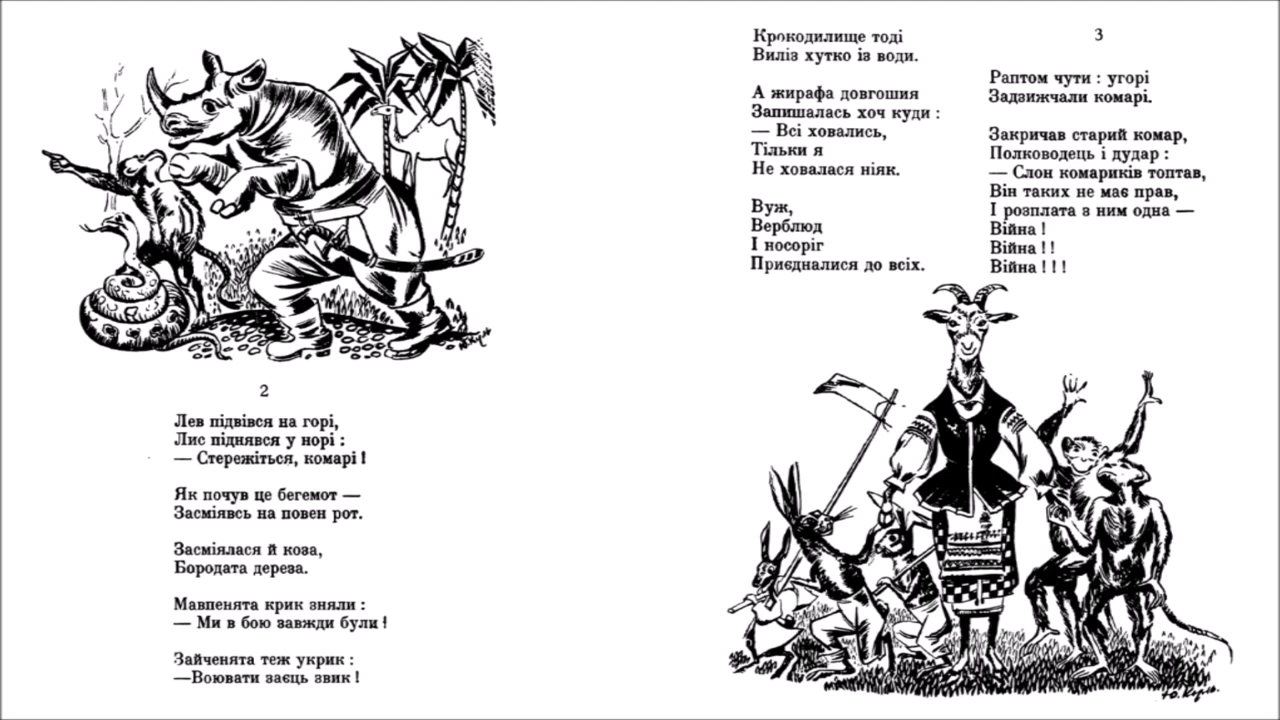 2
Лев підвівся на горі,
Лис піднявся у норі :
— Стережіться, комарі !
Як почув це бегемот —
Засміявсь на повен рот.
Засміялася й коза,
Бородата дереза.
Мавпенята крик зняли :
— Ми в бою завжди були !
Зайченята теж укрик :
—Воювати заєць звик !
Крокодилище тоді
Виліз хутко із води.
А жирафа довгошия
Запишалась хоч куди :
— Всі ховались,
Тільки я
Не ховалася ніяк.
Вуж,
Верблюд
І носоріг
Приєдналися до всіх.
3
Раптом чути : угорі
Задзижчали комарі.
Закричав старий комар,
Полководець і дудар :
— Слон комариків топтав,
Він таких не має прав,
І розплата з ним одна —
Війна !
Війна ! !
Війна ! ! !